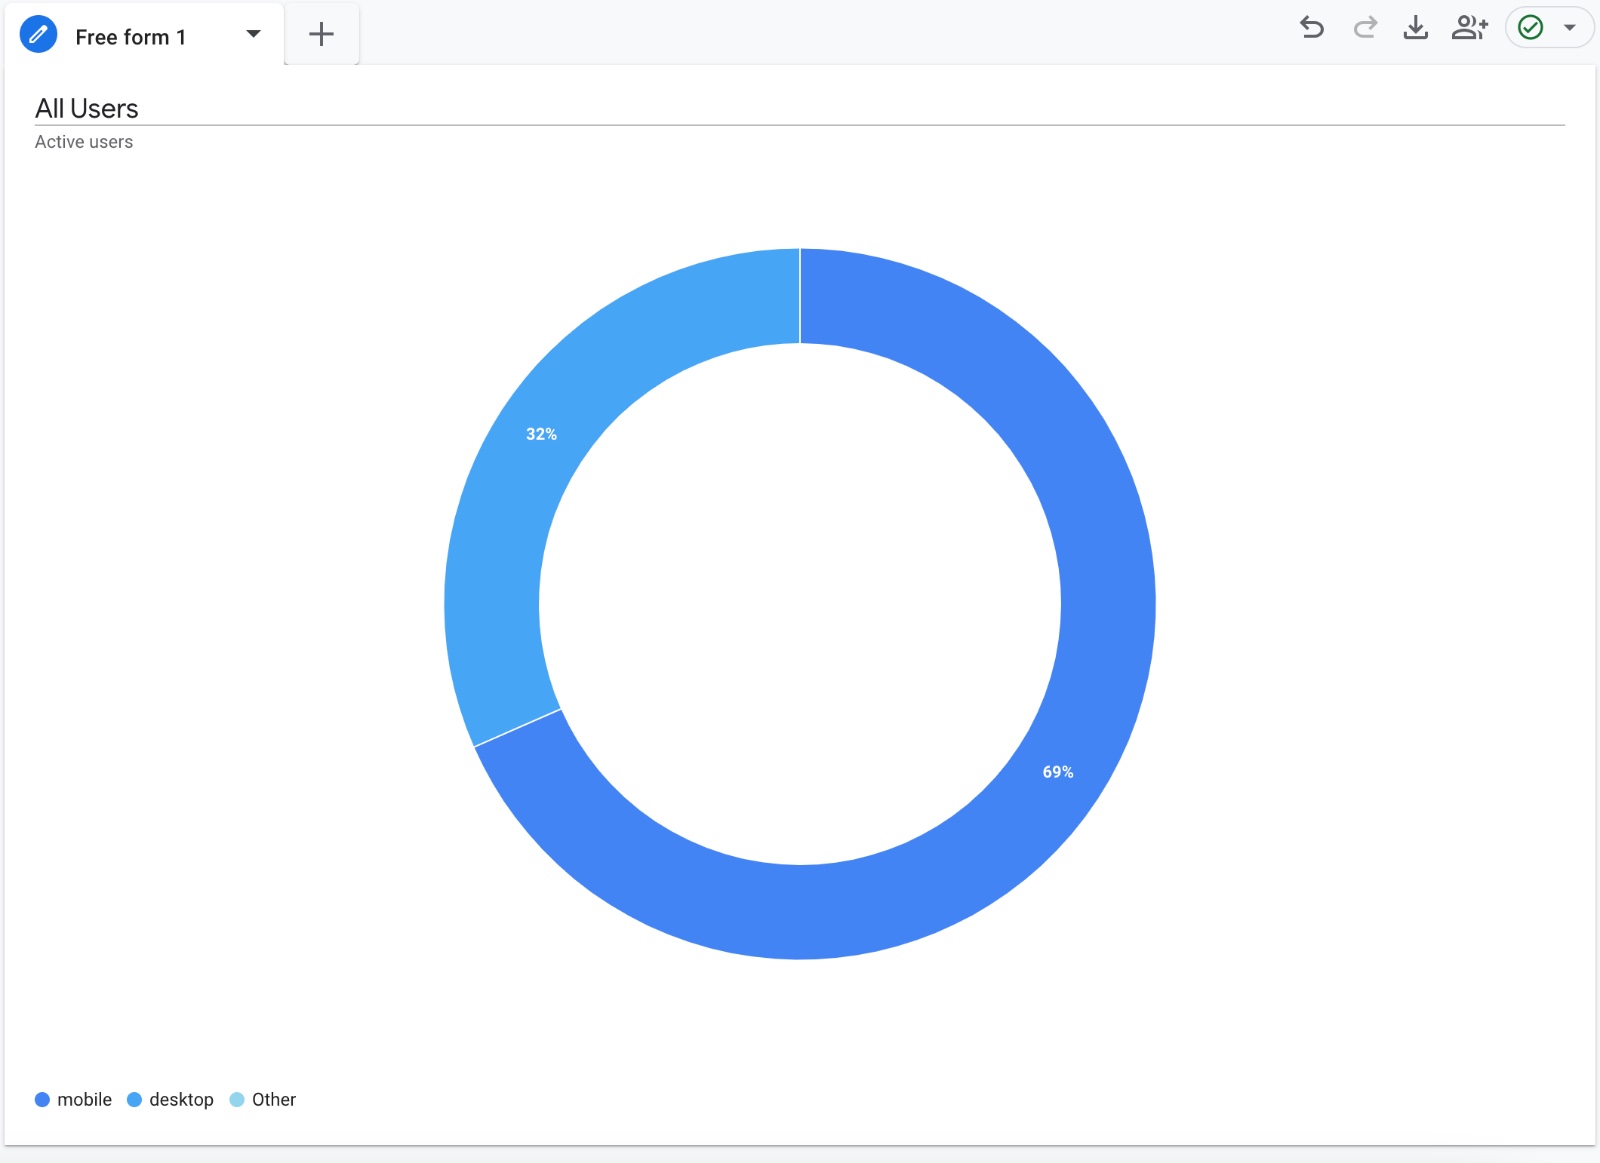 Free form 1
All Users
Active users
32%
69%
mobile desktop Other